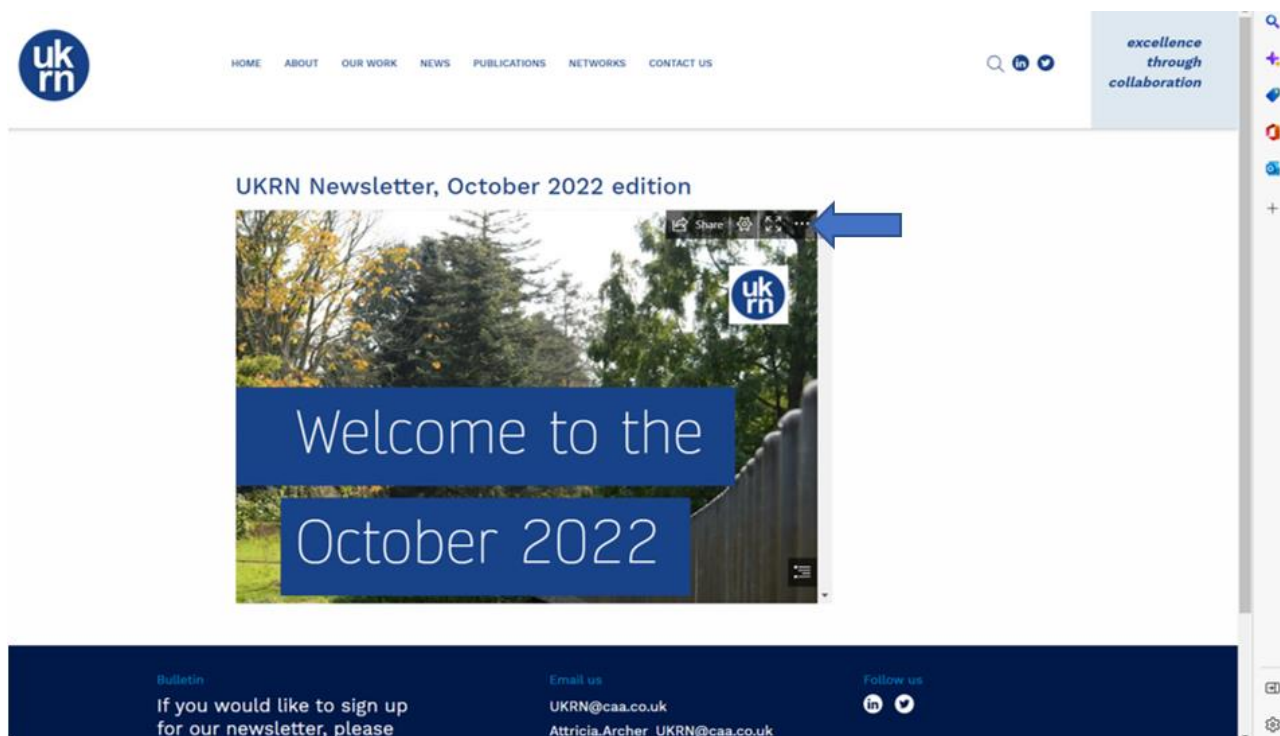 uk
rn
HOME ABOUT OUR WORK NEWS PUBLICATIONS NETWORKS CONTACT US
in
excellence
through
collaboration
UKRN Newsletter, October 2022 edition
Share
uk
rn
Welcome to the
October 2022
Bulletin
If you would like to sign up
for our newsletter, please
Email us
UKRN@caa.co.uk
Attricia.Archer_UKRN@caa.co.uk
Follow us
in